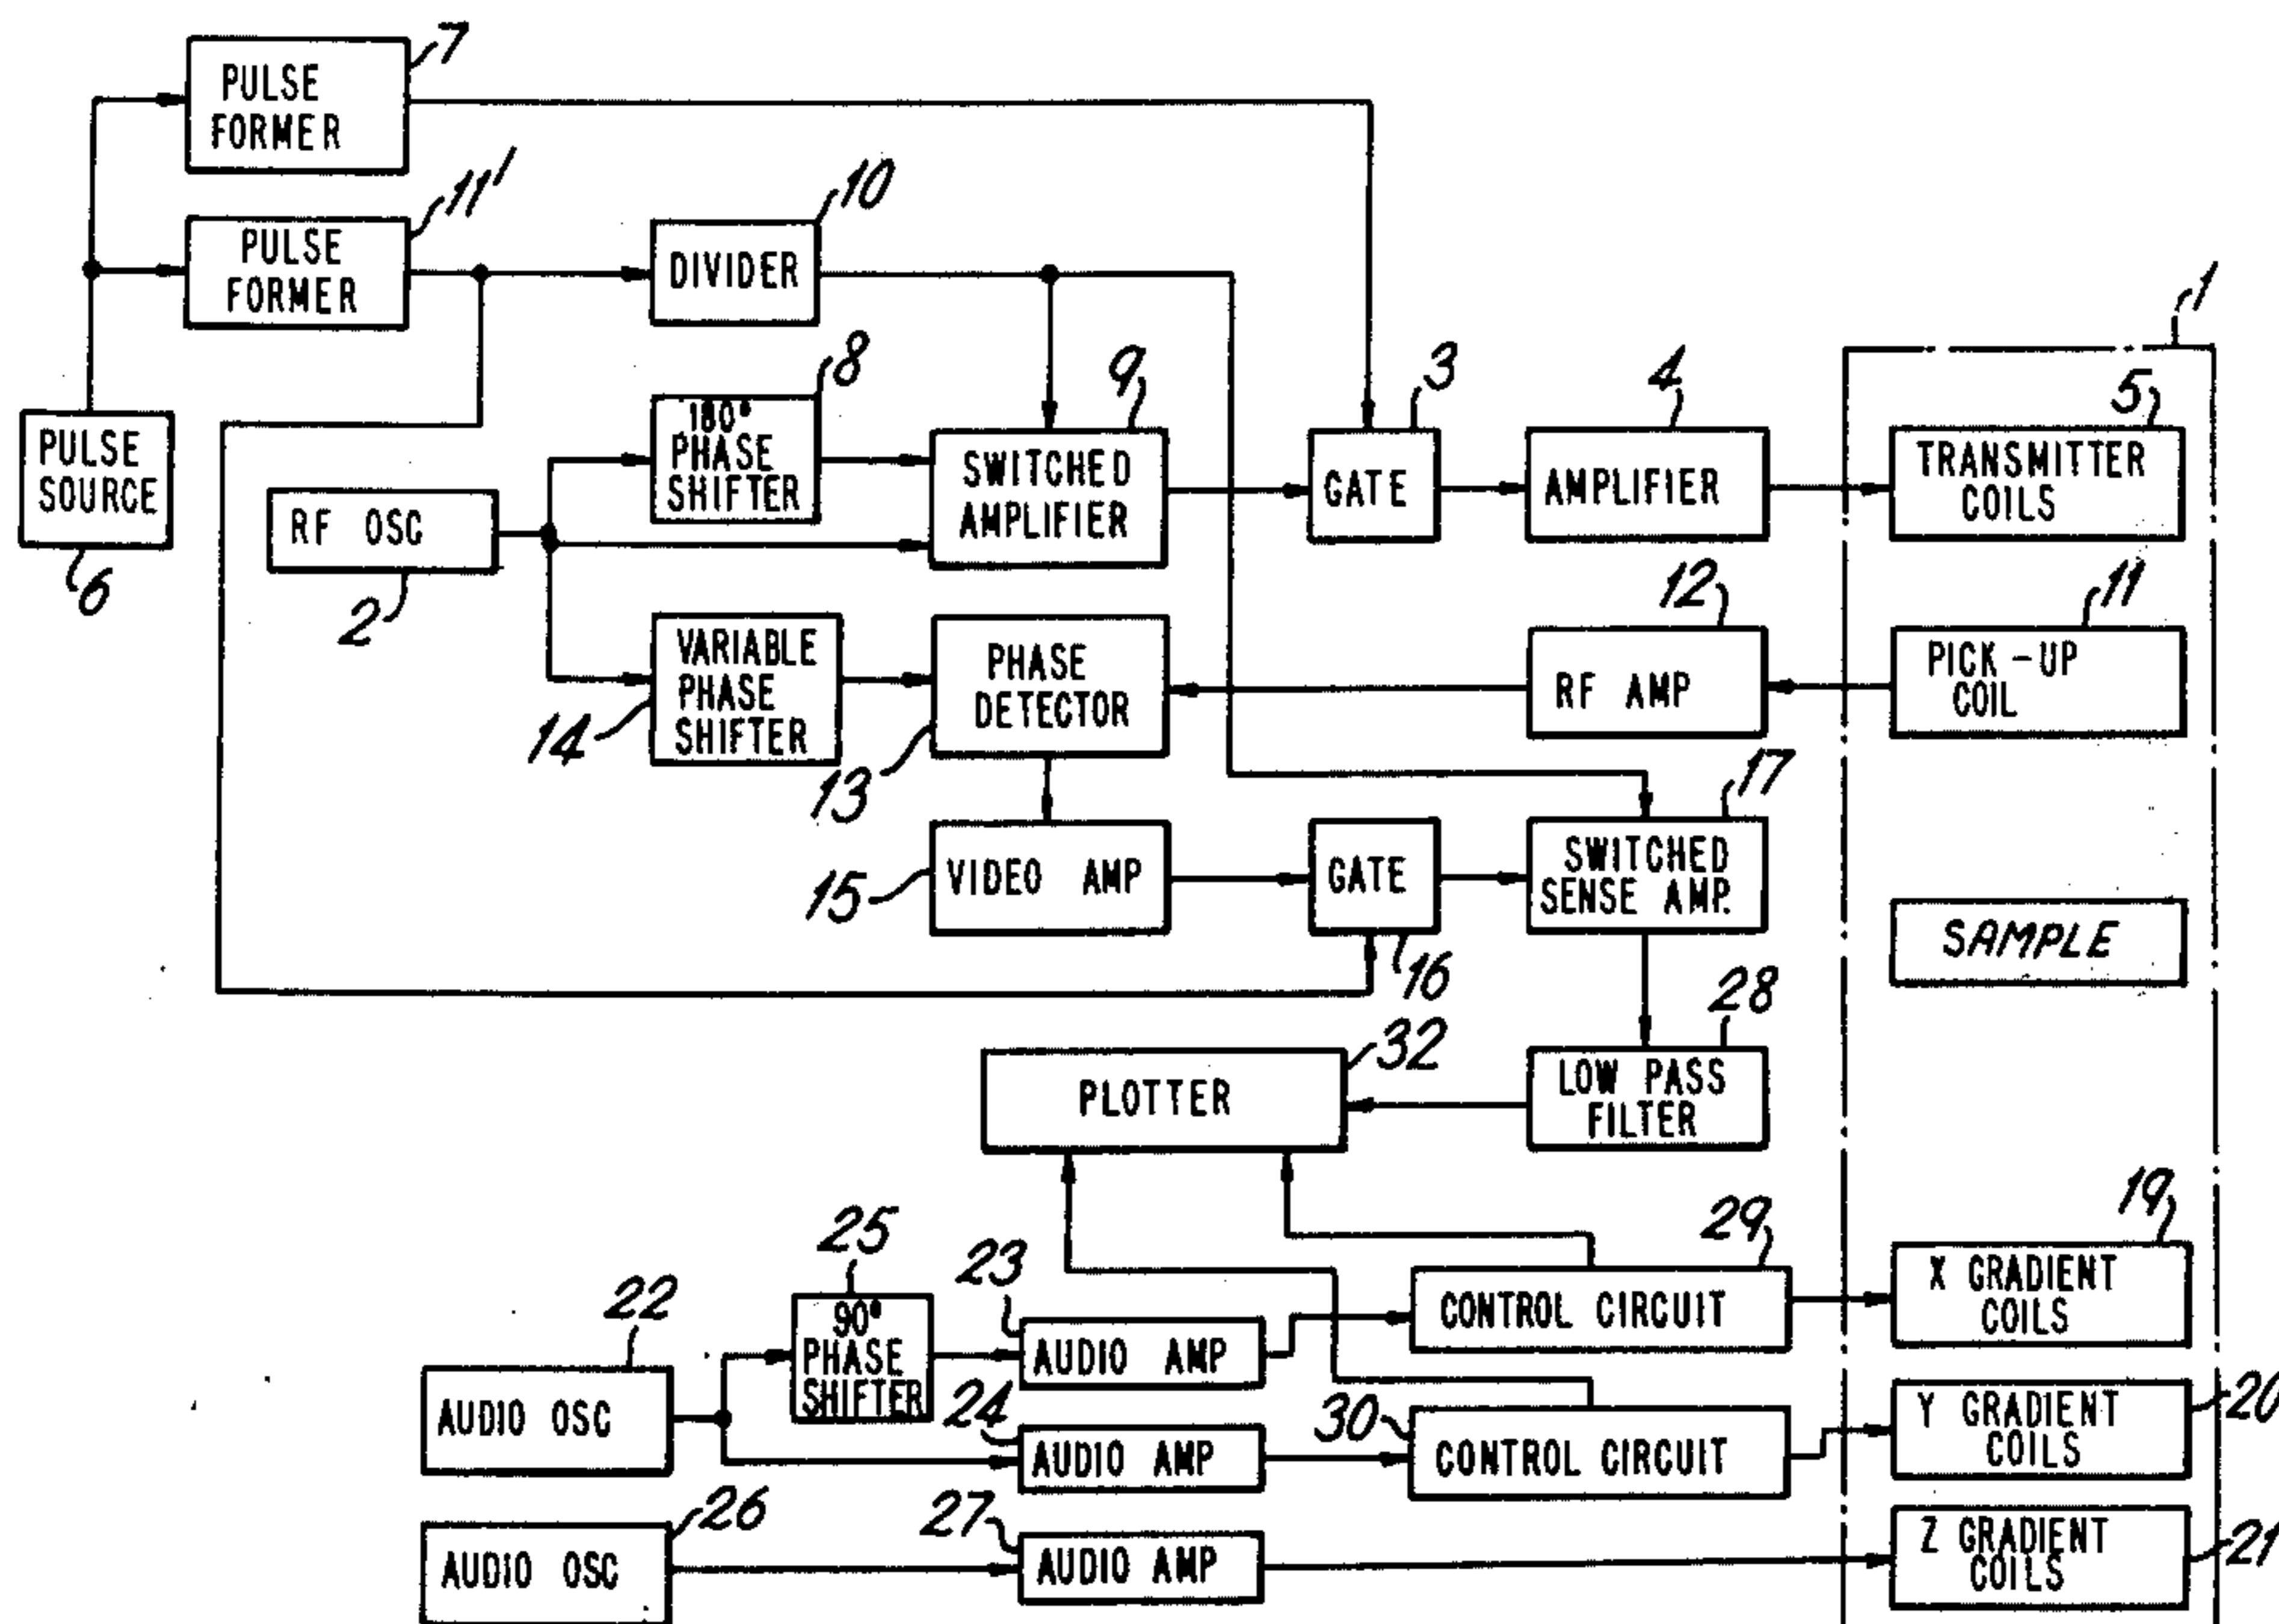 7
PULSE
FORMER
11'
PULSE
FORMER
10
DIVIDER
1
8
180°
PHASE
SHIFTER
9
SWITCHED
AMPLIFIER
3
GATE
4
AMPLIFIER
5
TRANSMITTER
COILS
PULSE
SOURCE
6
RF OSC
2
12
RF AMP
11
PICK-UP
COIL
VARIABLE
PHASE
SHIFTER
14
PHASE
DETECTOR
13
17
SWITCHED
SENSE AMP.
VIDEO AMP
15
GATE
16
SAMPLE
28
LOW PASS
FILTER
32
PLOTTER
29
CONTROL CIRCUIT
19
X GRADIENT
COILS
25
90°
PHASE
SHIFTER
23
AUDIO AMP
22
AUDIO OSC
24
AUDIO AMP
30
CONTROL CIRCUIT
Y GRADIENT
COILS
20
26
AUDIO OSC
27
AUDIO AMP
Z GRADIENT
COILS
21